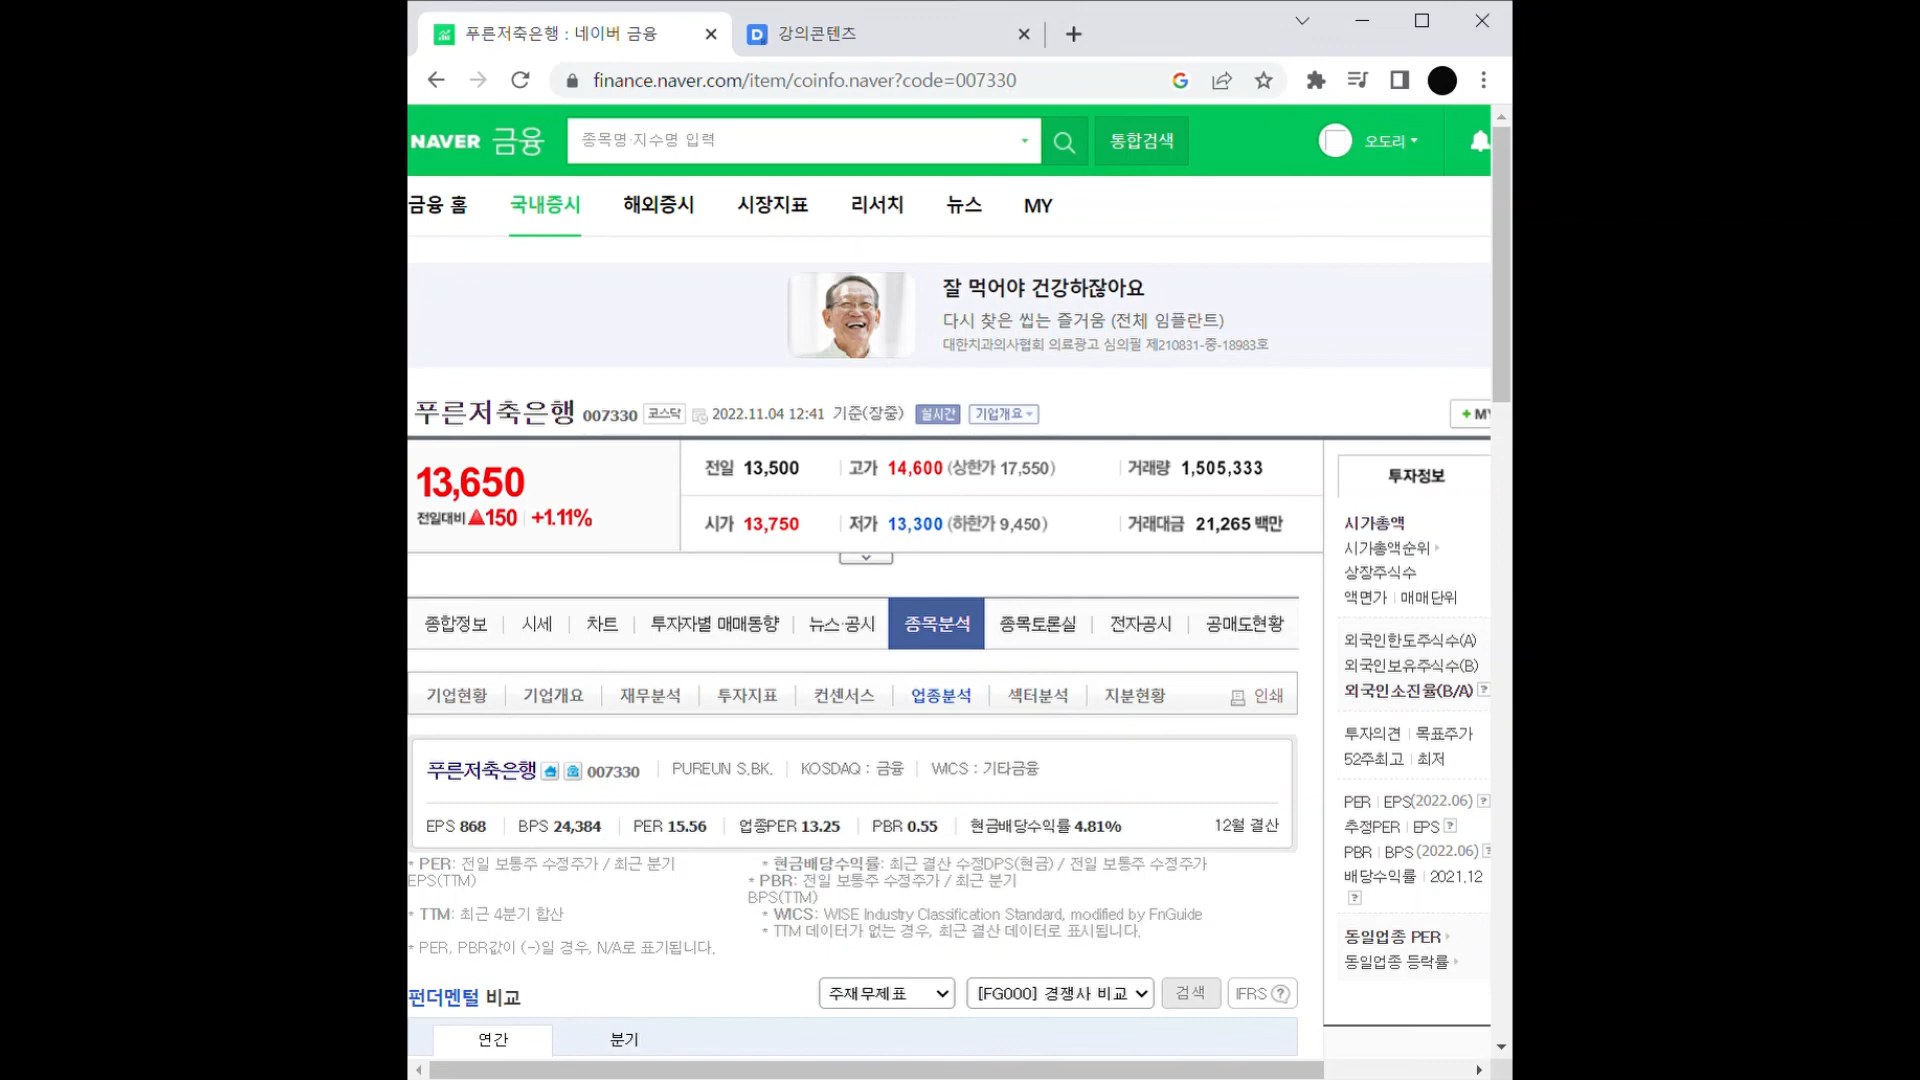 푸른저축은행 : 네이버 금융
강의콘텐츠
finance.naver.com/item/coinfo.naver?code=007330
NAVER 금융
종목명·지수명 입력
통합검색
오도리
금융 홈 국내증시 해외증시 시장지표 리서치 뉴스 MY
잘 먹어야 건강하잖아요
다시 찾은 씹는 즐거움 (전체 임플란트)
대한치과의사협회 의료광고 심의필 제210831-중-18983호
푸른저축은행 007330 코스닥 2022.11.04 12:41 기준(장중) 실시간 기업개요
+ MY
13,650
전일대비 ▲150 +1.11%
전일 13,500 고가 14,600 (상한가 17,550) 거래량 1,505,333
시가 13,750 저가 13,300 (하한가 9,450) 거래대금 21,265 백만
투자정보
시가총액
시가총액순위
상장주식수
액면가 | 매매단위
외국인한도주식수(A)
외국인보유주식수(B)
외국인소진율(B/A) ?
투자의견 | 목표주가
52주최고 | 최저
PER | EPS(2022.06) ?
추정PER | EPS ?
PBR | BPS (2022.06) ?
배당수익률 | 2021.12
?
동일업종 PER
동일업종 등락률
종합정보 시세 차트 투자자별 매매동향 뉴스·공시 종목분석 종목토론실 전자공시 공매도현황
기업현황 기업개요 재무분석 투자지표 컨센서스 업종분석 섹터분석 지분현황 인쇄
푸른저축은행 007330 PUREUN S.BK. KOSDAQ : 금융 WICS : 기타금융
EPS 868 BPS 24,384 PER 15.56 업종PER 13.25 PBR 0.55 현금배당수익률 4.81% 12월 결산
* PER: 전일 보통주 수정주가 / 최근 분기
EPS(TTM)
* TTM: 최근 4분기 합산
* PER, PBR값이 (-)일 경우, N/A로 표기됩니다.
* 현금배당수익률: 최근 결산 수정DPS(현금) / 전일 보통주 수정주가
* PBR: 전일 보통주 수정주가 / 최근 분기
BPS(TTM)
* WICS: WISE Industry Classification Standard, modified by FnGuide
* TTM 데이터가 없는 경우, 최근 결산 데이터로 표시됩니다.
펀더멘털 비교
주재무제표 [FG000] 경쟁사 비교 검색 IFRS ?
연간 분기